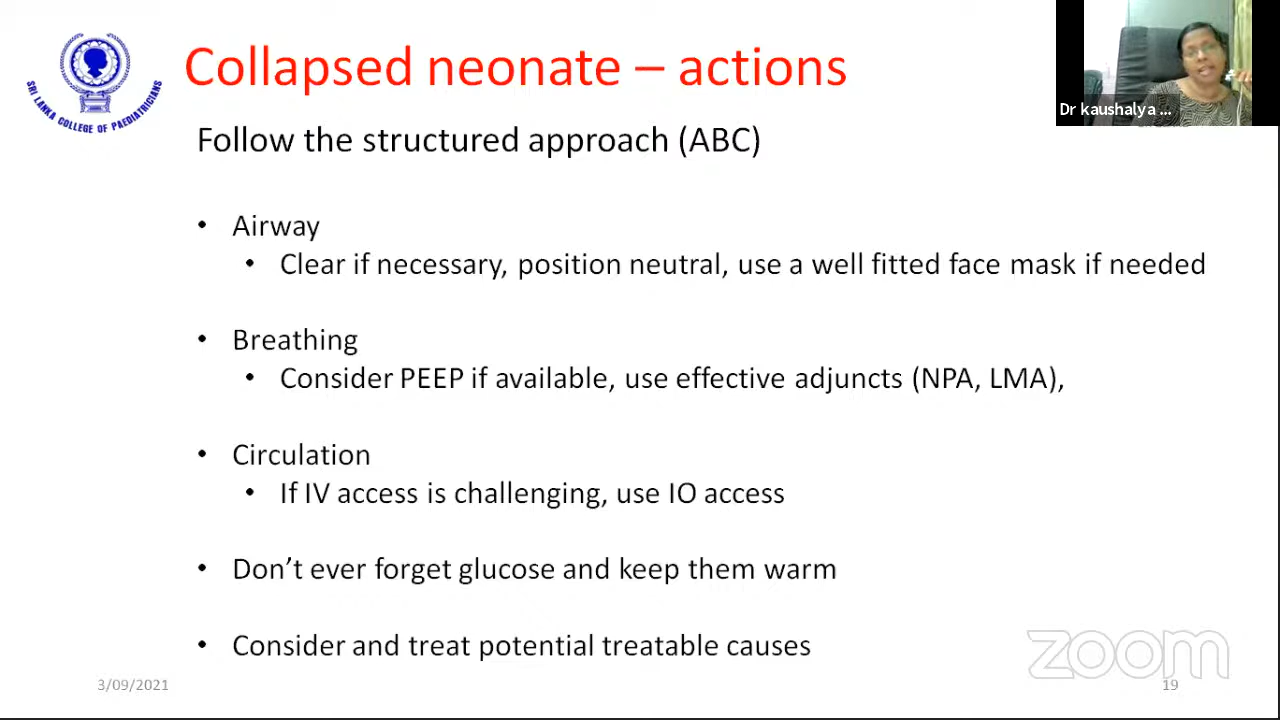 SRI LANKA COLLEGE OF PAEDIATRICIANS
Collapsed neonate – actions
Dr kaushalya ...
Follow the structured approach (ABC)
• Airway
• Clear if necessary, position neutral, use a well fitted face mask if needed
• Breathing
• Consider PEEP if available, use effective adjuncts (NPA, LMA),
• Circulation
• If IV access is challenging, use IO access
• Don’t ever forget glucose and keep them warm
• Consider and treat potential treatable causes
zoom
3/09/2021
19